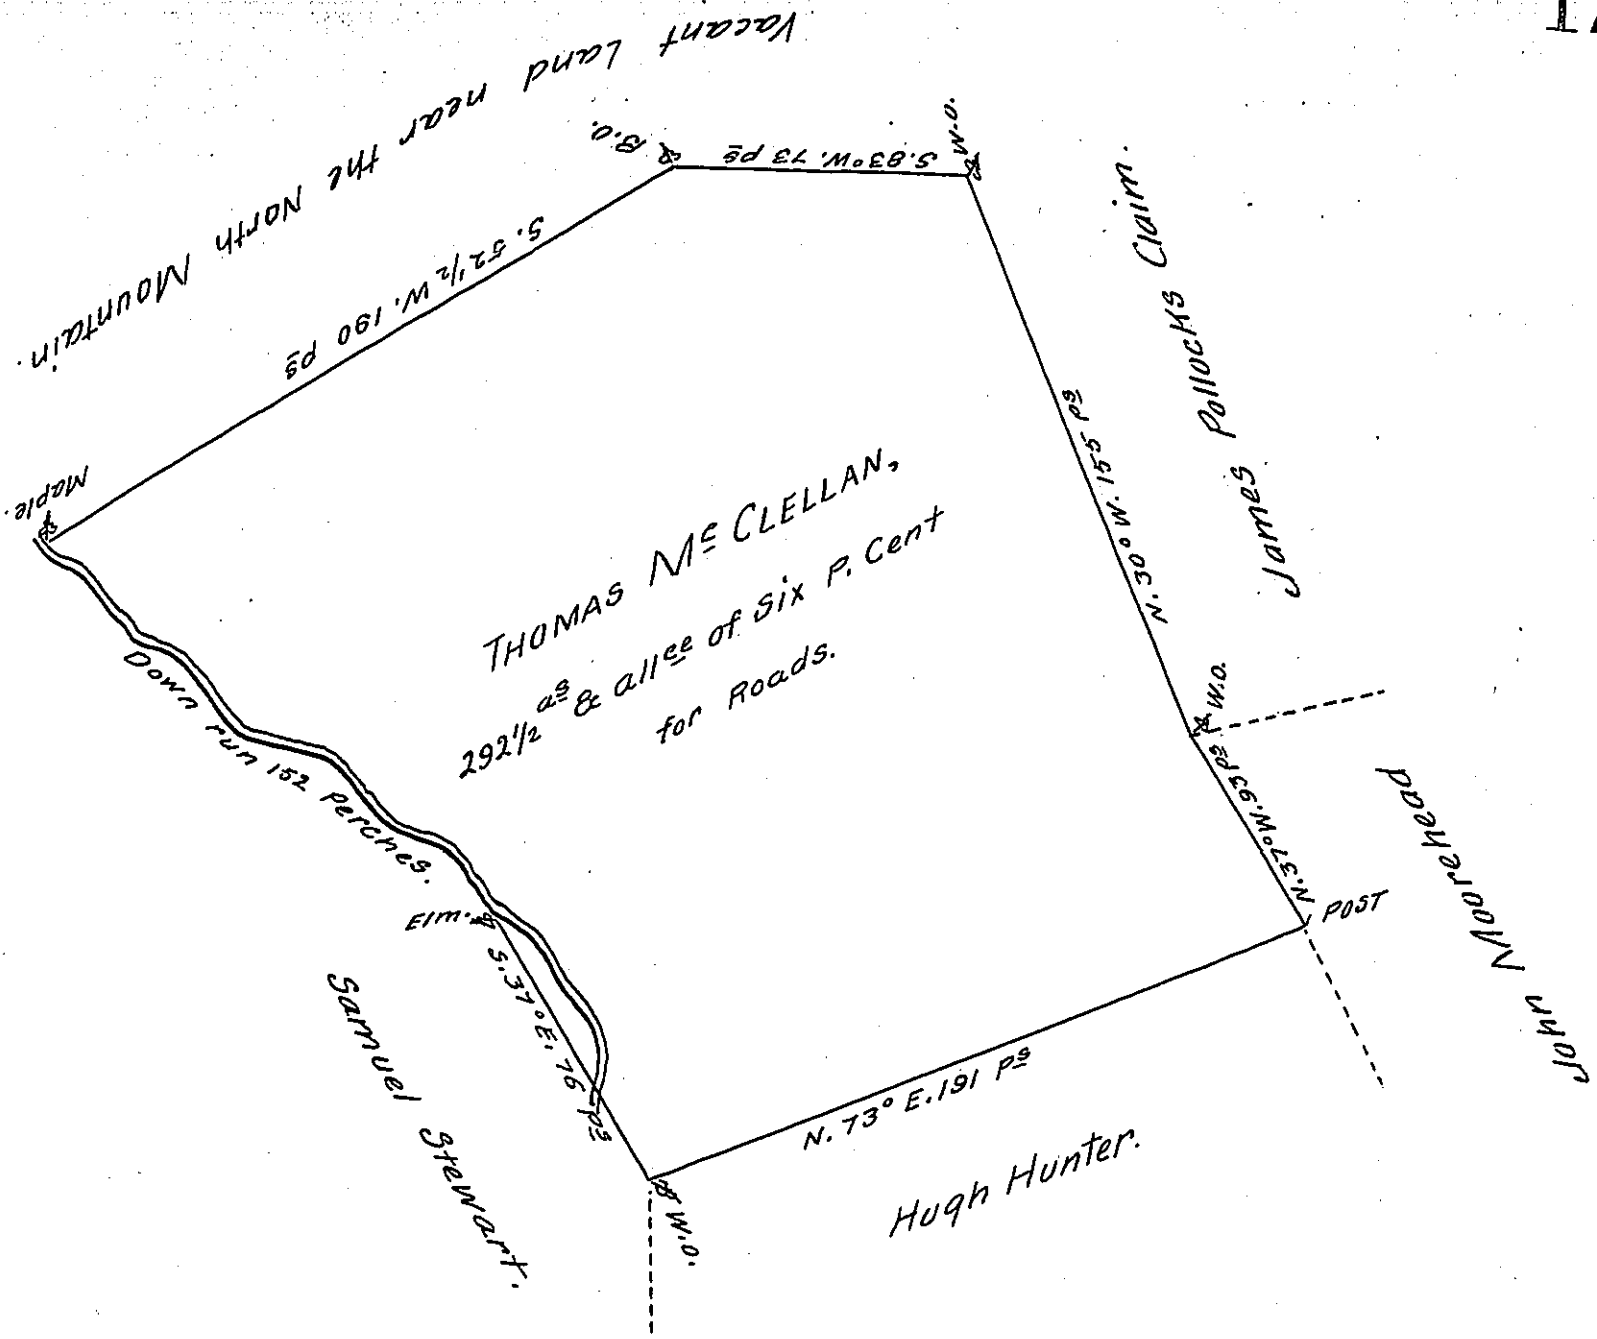 Vacant Land near the North Mountain.
B.O.
W.O.
S.83°W. 73 ps
S. 52 1/2 W. 190 ps
Maple.
James Pollocks Claim.
N. 30° W. 155 ps
THOMAS Mc CLELLAN,
292 1/2 as & allce of Six P. Cent
for Roads.
Down run 152 Perches.
W.O.
N. 37° W. 93 ps
POST
John Moorehead
Elm.
S. 37° E. 76 ps
Samuel Stewart.
N. 73° E. 191 Ps
W.O.
Hugh Hunter.